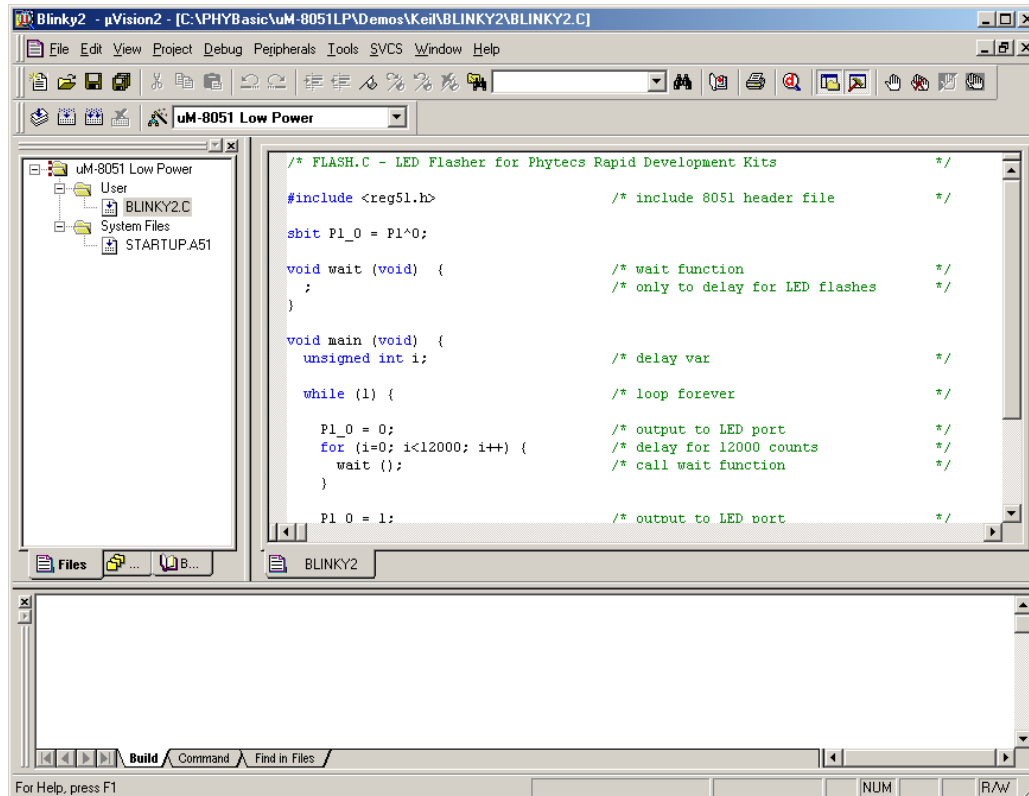 Blinky2 - µVision2 - [C:\PHYBasic\uM-8051LP\Demos\Keil\BLINKY2\BLINKY2.C]
File Edit View Project Debug Peripherals Tools SVCS Window Help
uM-8051 Low Power
uM-8051 Low Power
User
BLINKY2.C
System Files
STARTUP.A51
Files ... B...
/* FLASH.C - LED Flasher for Phytecs Rapid Development Kits */
#include <reg51.h> /* include 8051 header file */
sbit P1_0 = P1^0;
void wait (void) { /* wait function */
; /* only to delay for LED flashes */
}
void main (void) {
unsigned int i; /* delay var */
while (1) { /* loop forever */
P1_0 = 0; /* output to LED port */
for (i=0; i<12000; i++) { /* delay for 12000 counts */
wait (); /* call wait function */
}
P1_0 = 1; /* output to LED port */
BLINKY2
Build Command Find in Files
For Help, press F1 NUM R/W